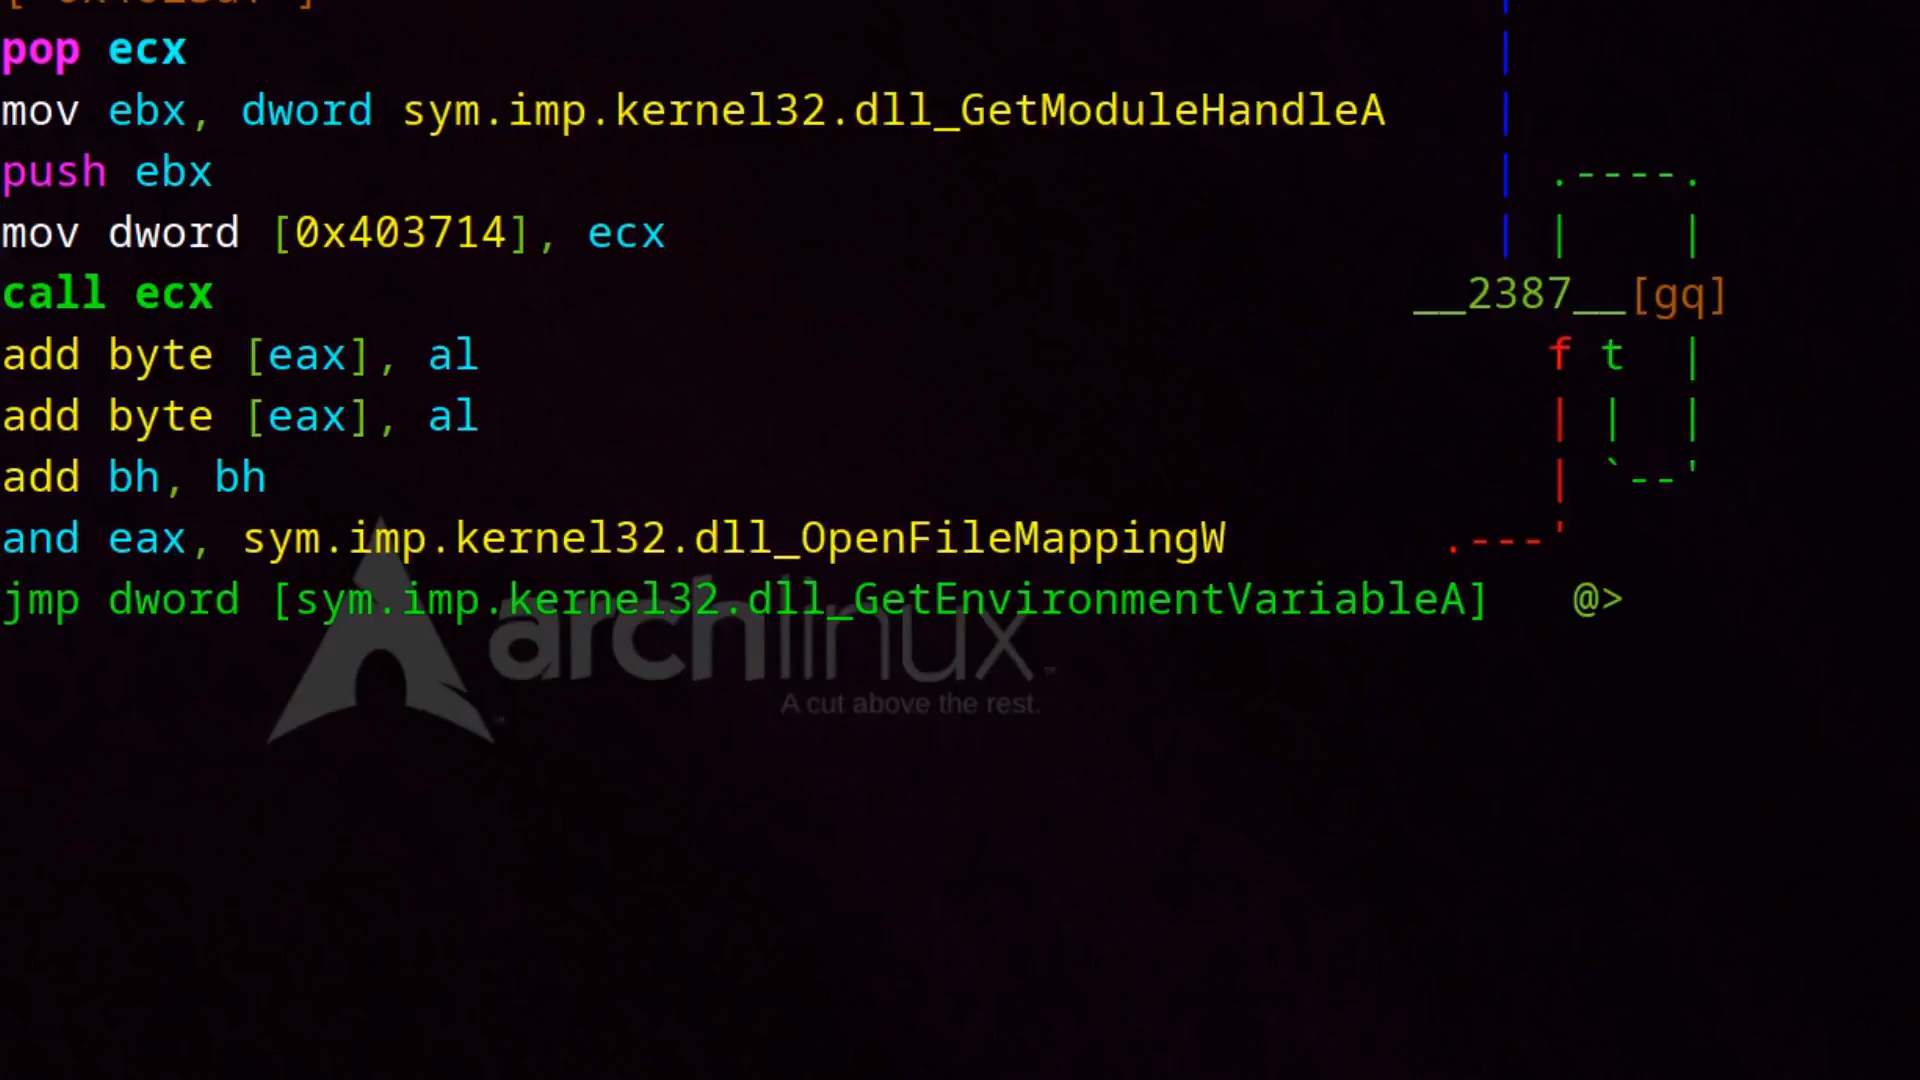 pop ecx
mov ebx, dword sym.imp.kernel32.dll_GetModuleHandleA
push ebx
mov dword [0x403714], ecx
call ecx
__2387__[gq]
add byte [eax], al
f t
add byte [eax], al
add bh, bh
and eax, sym.imp.kernel32.dll_OpenFileMappingW
jmp dword [sym.imp.kernel32.dll_GetEnvironmentVariableA] @>
archlinux™
A cut above the rest.